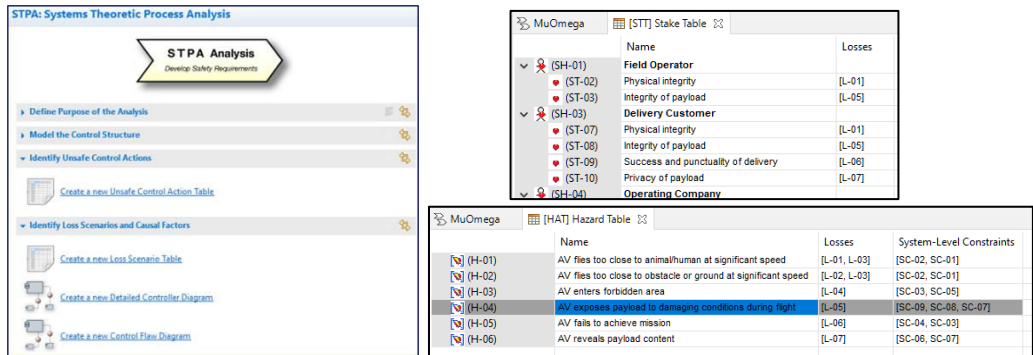 STPA: Systems Theoretic Process Analysis
STPA Analysis
Develop Safety Requirements
Define Purpose of the Analysis
Model the Control Structure
Identify Unsafe Control Actions
Create a new Unsafe Control Action Table
Identify Loss Scenarios and Causal Factors
Create a new Loss Scenario Table
Create a new Detailed Controller Diagram
Create a new Control Flaw Diagram
MuOmega [STT] Stake Table
Name Losses
(SH-01) Field Operator
(ST-02) Physical integrity [L-01]
(ST-03) Integrity of payload [L-05]
(SH-03) Delivery Customer
(ST-07) Physical integrity [L-01]
(ST-08) Integrity of payload [L-05]
(ST-09) Success and punctuality of delivery [L-06]
(ST-10) Privacy of payload [L-07]
(SH-04) Operating Company
MuOmega [HAT] Hazard Table
Name Losses System-Level Constraints
(H-01) AV flies too close to animal/human at significant speed [L-01, L-03] [SC-02, SC-01]
(H-02) AV flies too close to obstacle or ground at significant speed [L-02, L-03] [SC-02, SC-01]
(H-03) AV enters forbidden area [L-04] [SC-03, SC-05]
(H-04) AV exposes payload to damaging conditions during flight [L-05] [SC-09, SC-08, SC-07]
(H-05) AV fails to achieve mission [L-06] [SC-04, SC-03]
(H-06) AV reveals payload content [L-07] [SC-06, SC-07]